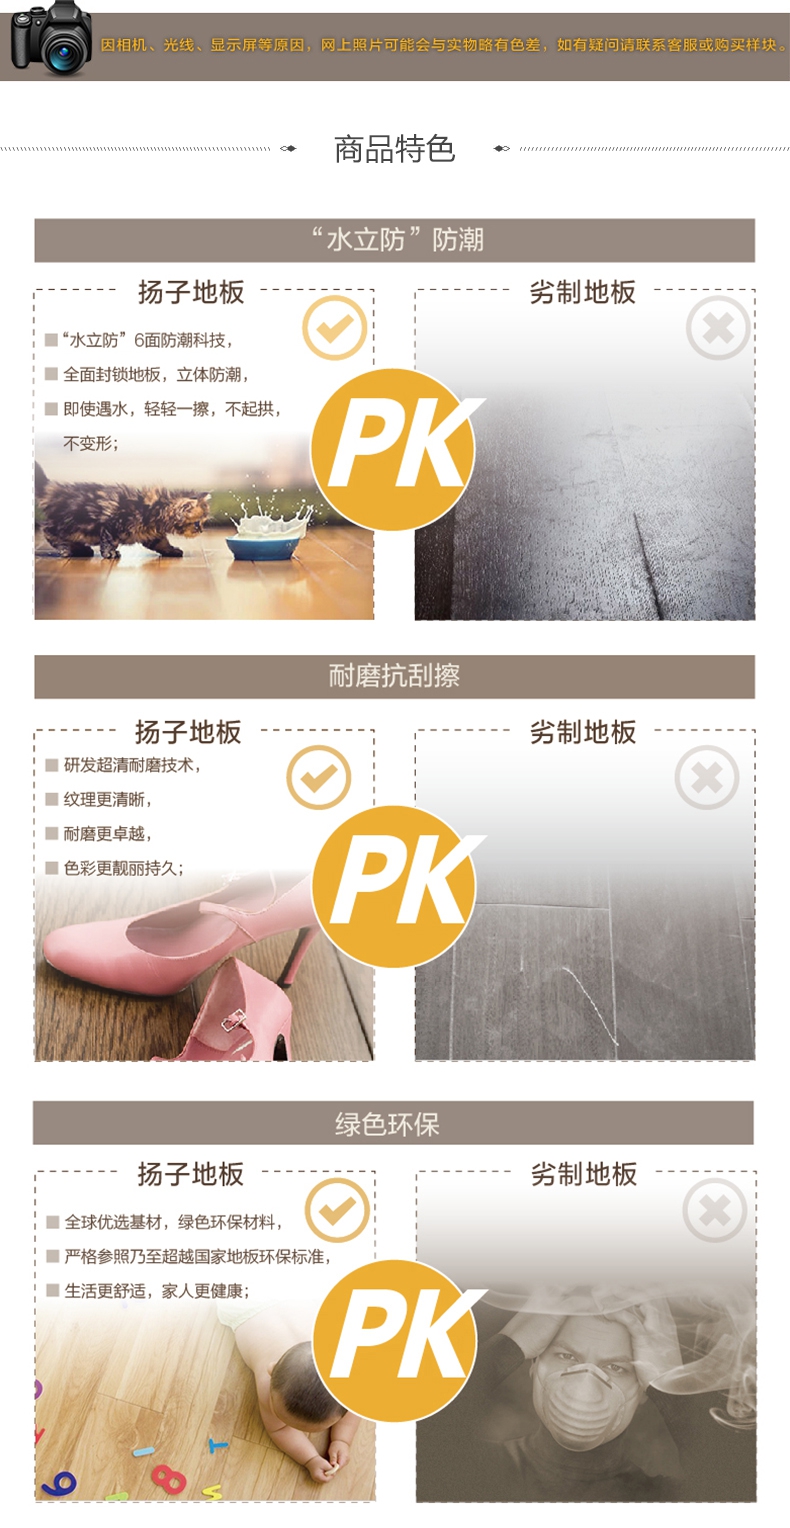 因相机、光线、显示屏等原因，网上照片可能会与实物略有色差，如有疑问请联系客服或购买样块。
商品特色
“水立防”防潮
扬子地板
“水立防”6面防潮科技，
全面封锁地板，立体防潮，
即使遇水，轻轻一擦，不起拱，
不变形；
劣制地板
PK
耐磨抗刮擦
扬子地板
研发超清耐磨技术，
纹理更清晰，
耐磨更卓越，
色彩更靓丽持久；
劣制地板
PK
绿色环保
扬子地板
全球优选基材，绿色环保材料，
严格参照乃至超越国家地板环保标准，
生活更舒适，家人更健康；
劣制地板
PK